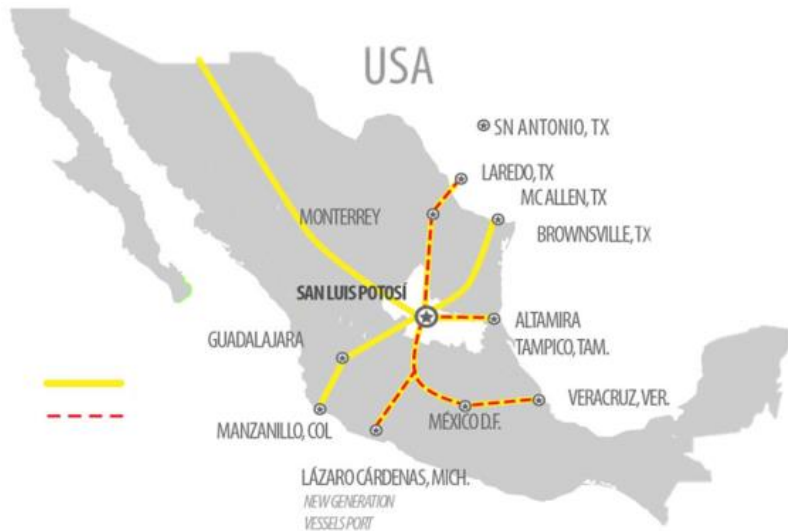 USA
SN ANTONIO, TX
LAREDO, TX
MC ALLEN, TX
MONTERREY
BROWNSVILLE, TX
SAN LUIS POTOSÍ
ALTAMIRA
TAMPICO, TAM.
GUADALAJARA
VERACRUZ, VER.
MÉXICO D.F.
MANZANILLO, COL
LÁZARO CÁRDENAS, MICH.
NEW GENERATION
VESSELS PORT